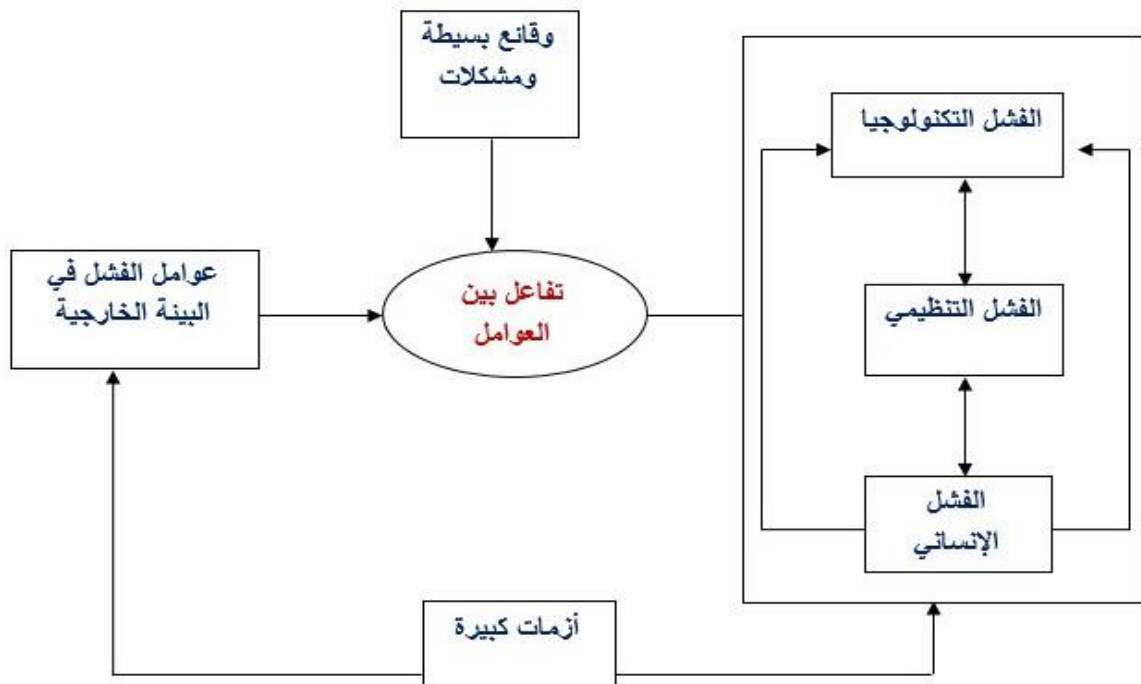 وقائع بسيطة
ومشكلات
الفشل التكنولوجيا
عوامل الفشل في
البيئة الخارجية
تفاعل بين
العوامل
الفشل التنظيمي
الفشل
الإنساني
أزمات كبيرة